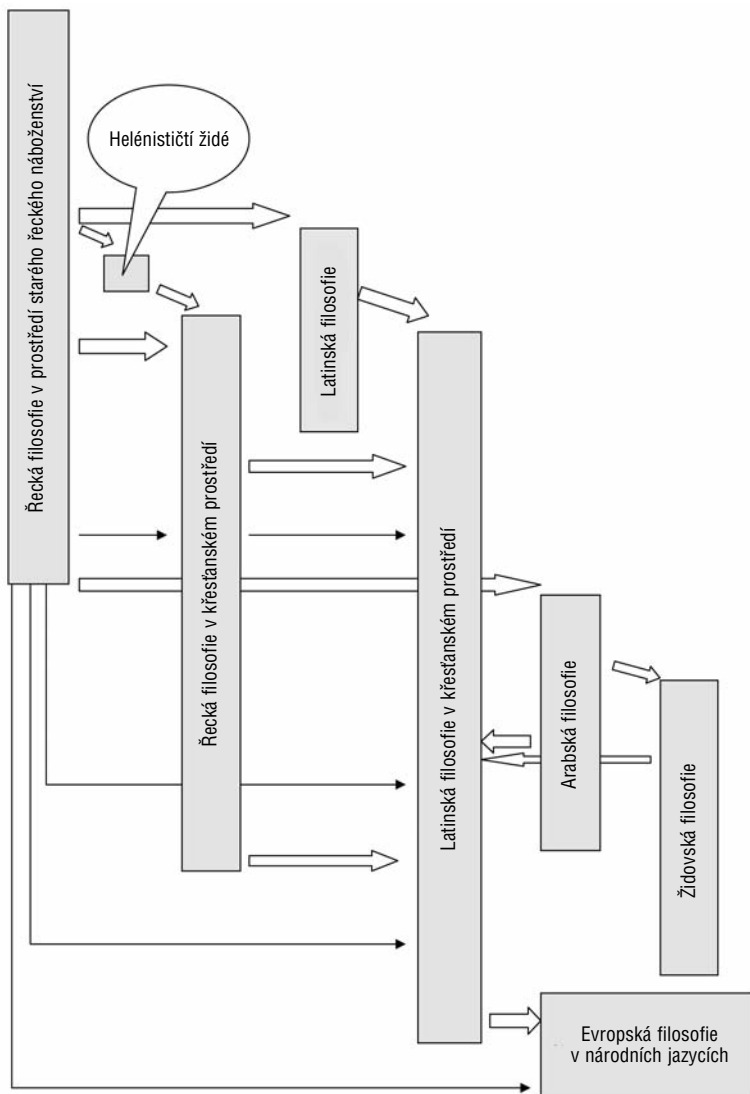 Řecká filosofie v prostředí starého řeckého náboženství
Helénističtí židé
Latinská filosofie
Řecká filosofie v křesťanském prostředí
Latinská filosofie v křesťanském prostředí
Arabská filosofie
Židovská filosofie
Evropská filosofie
v národních jazycích